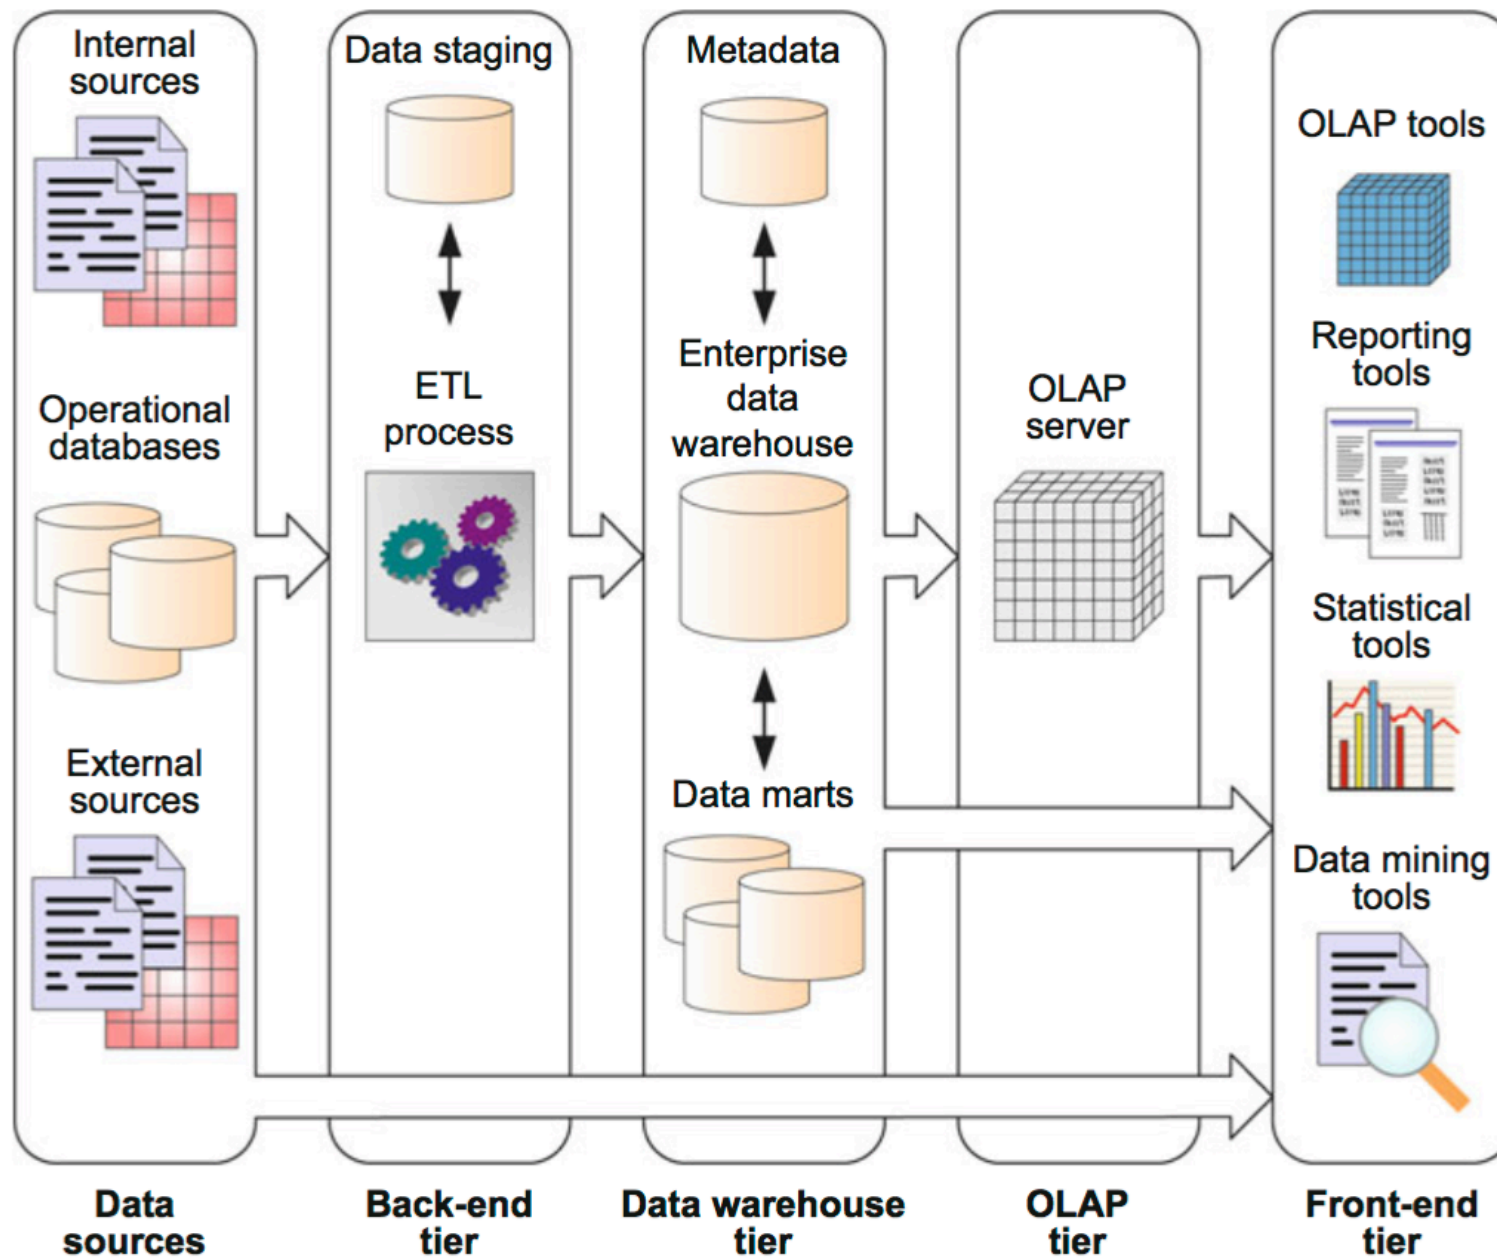 Internal
sources
Operational
databases
External
sources
Data staging
ETL
process
Metadata
Enterprise
data
warehouse
Data marts
OLAP
server
OLAP tools
Reporting
tools
Statistical
tools
Data mining
tools
Data
sources
Back-end
tier
Data warehouse
tier
OLAP
tier
Front-end
tier